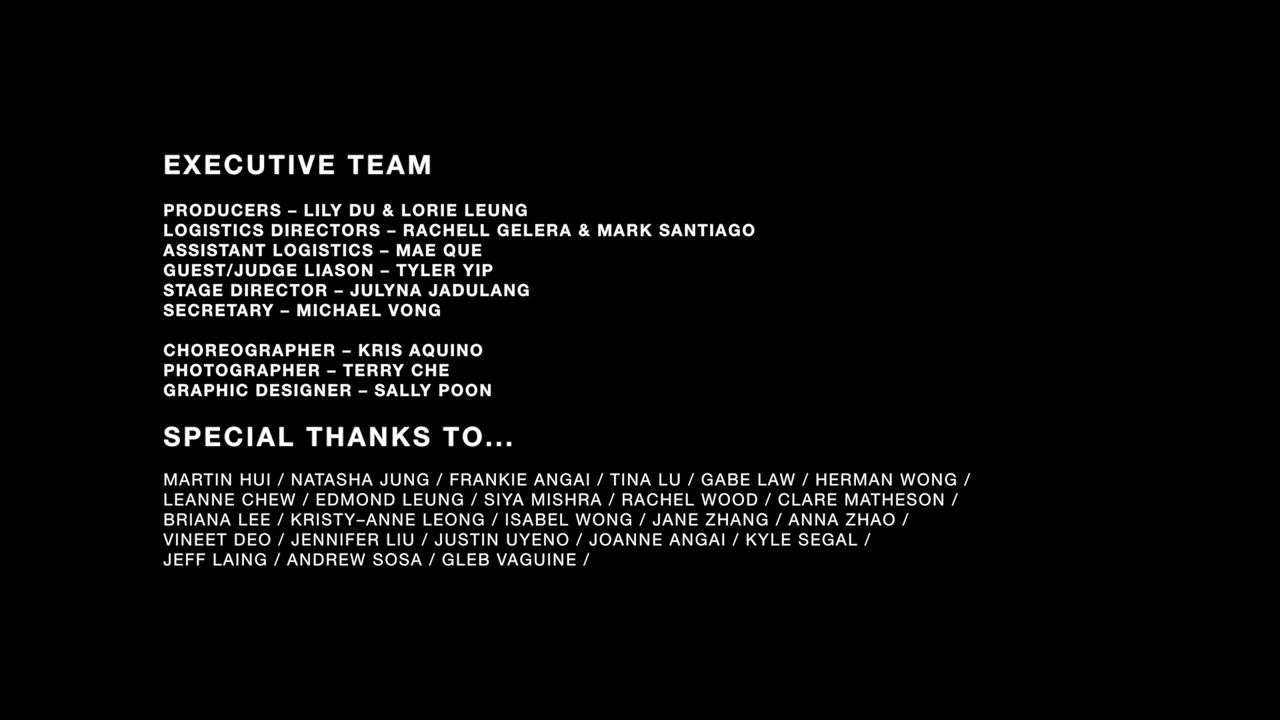 EXECUTIVE TEAM
PRODUCERS – LILY DU & LORIE LEUNG
LOGISTICS DIRECTORS – RACHELL GELERA & MARK SANTIAGO
ASSISTANT LOGISTICS – MAE QUE
GUEST/JUDGE LIASON – TYLER YIP
STAGE DIRECTOR – JULYNA JADULANG
SECRETARY – MICHAEL VONG
CHOREOGRAPHER – KRIS AQUINO
PHOTOGRAPHER – TERRY CHE
GRAPHIC DESIGNER – SALLY POON
SPECIAL THANKS TO...
MARTIN HUI / NATASHA JUNG / FRANKIE ANGAI / TINA LU / GABE LAW / HERMAN WONG /
LEANNE CHEW / EDMOND LEUNG / SIYA MISHRA / RACHEL WOOD / CLARE MATHESON /
BRIANA LEE / KRISTY–ANNE LEONG / ISABEL WONG / JANE ZHANG / ANNA ZHAO /
VINEET DEO / JENNIFER LIU / JUSTIN UYENO / JOANNE ANGAI / KYLE SEGAL /
JEFF LAING / ANDREW SOSA / GLEB VAGUINE /